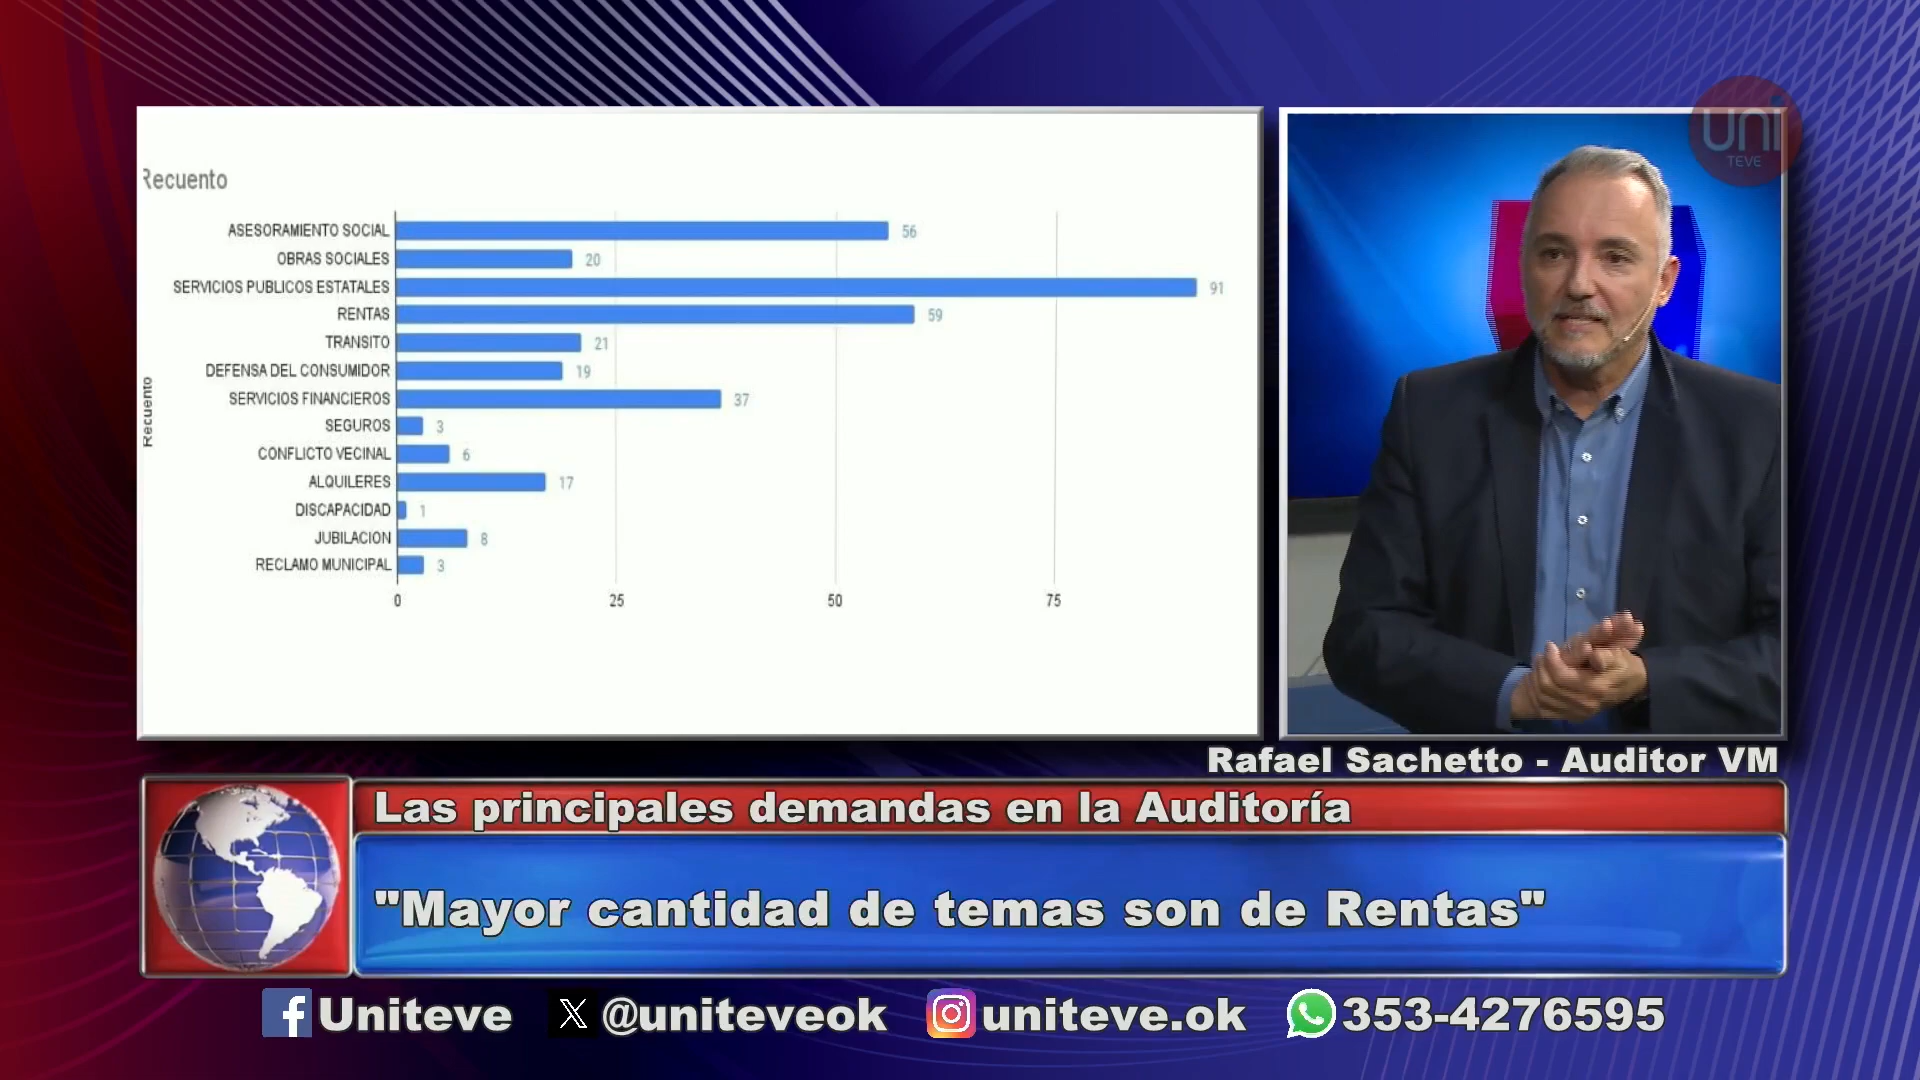 uni
TEVE
Recuento
Recuento
ASESORAMIENTO SOCIAL 56
OBRAS SOCIALES 20
SERVICIOS PUBLICOS ESTATALES 91
RENTAS 59
TRANSITO 21
DEFENSA DEL CONSUMIDOR 19
SERVICIOS FINANCIEROS 37
SEGUROS 3
CONFLICTO VECINAL 6
ALQUILERES 17
DISCAPACIDAD 1
JUBILACION 8
RECLAMO MUNICIPAL 3
0 25 50 75
Rafael Sachetto - Auditor VM
Las principales demandas en la Auditoría
"Mayor cantidad de temas son de Rentas"
Uniteve @uniteveok uniteve.ok 353-4276595